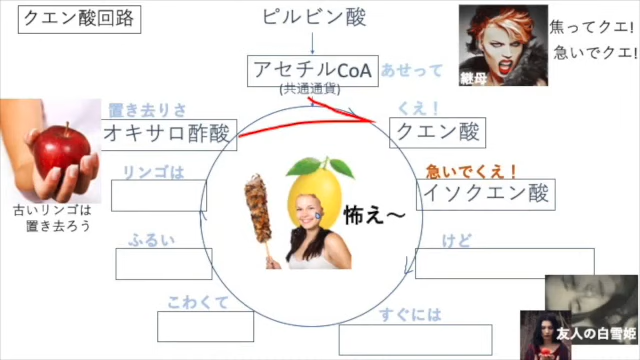 クエン酸回路
ピルビン酸
焦ってクエ!
急いでクエ!
継母
アセチルCoA
あせって
(共通通貨)
置き去りさ
くえ!
オキサロ酢酸
クエン酸
リンゴは
急いでくえ!
イソクエン酸
古いリンゴは
置き去ろう
怖え~
ふるい
けど
こわくて
すぐには
友人の白雪姫